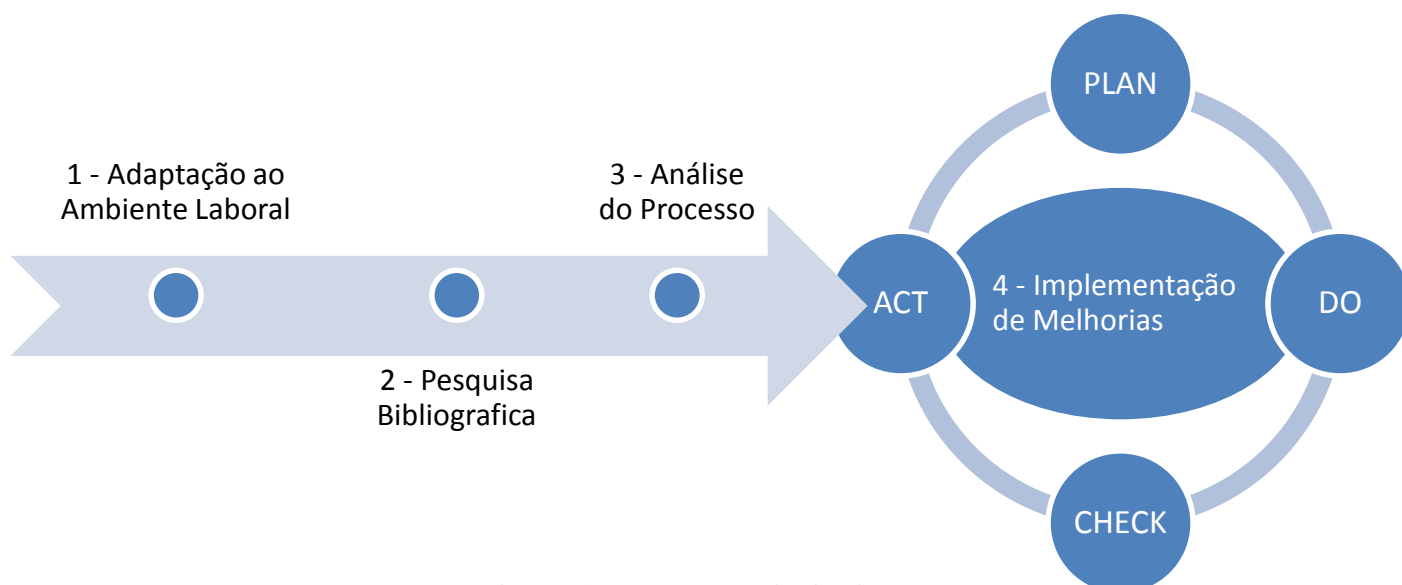 1 - Adaptação ao
Ambiente Laboral
2 - Pesquisa
Bibliografica
3 - Análise
do Processo
PLAN
ACT
4 - Implementação
de Melhorias
DO
CHECK